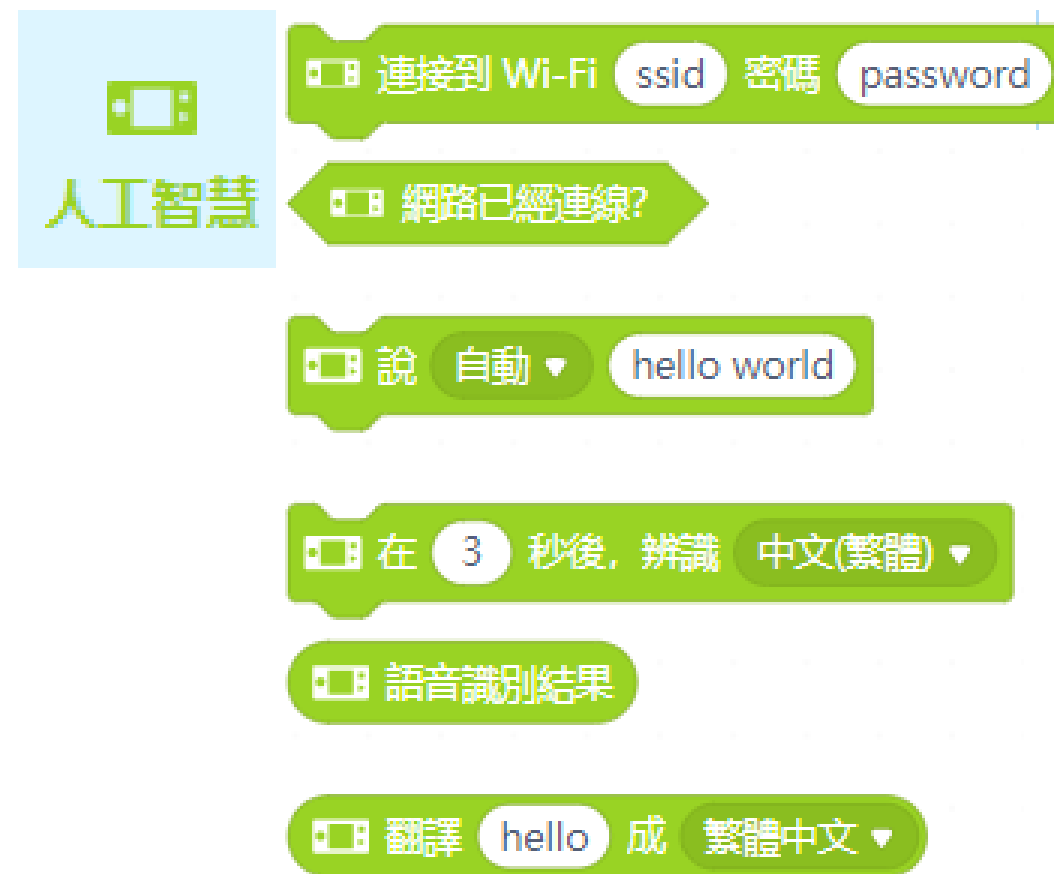 人工智慧
連接到 Wi-Fi ssid 密碼 password
網路已經連線?
說 自動 hello world
在 3 秒後, 辨識 中文(繁體)
語音識別結果
翻譯 hello 成 繁體中文